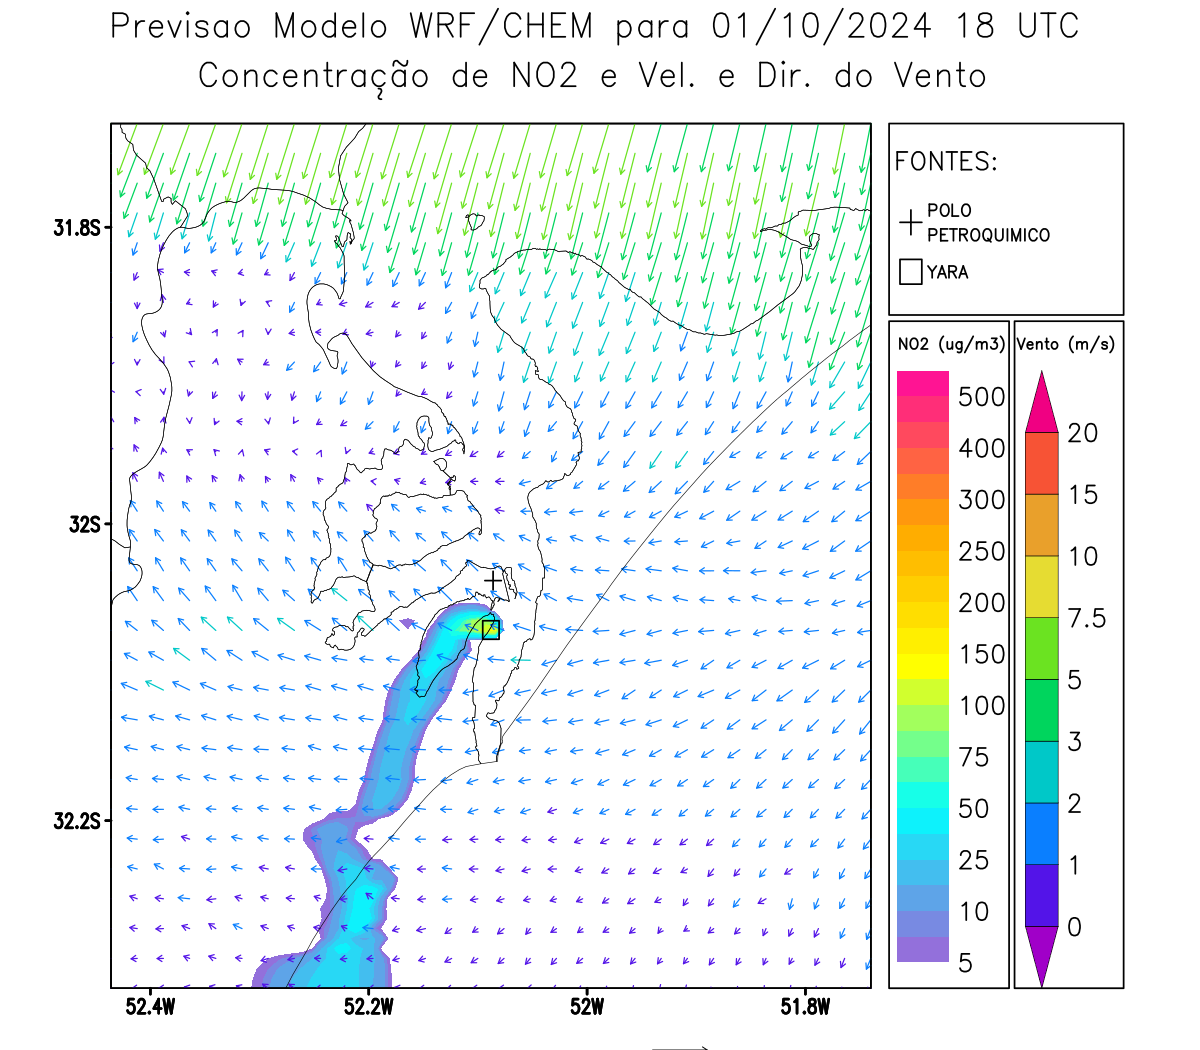 Previsao Modelo WRF/CHEM para 01/10/2024 18 UTC
Concentração de NO2 e Vel. e Dir. do Vento
FONTES:
POLO
PETROQUIMICO
YARA
NO2 (ug/m3)
500
400
300
250
200
150
100
75
50
25
10
5
Vento (m/s)
20
15
10
7.5
5
3
2
1
0
31.8S
32S
32.2S
52.4W 52.2W 52W 51.8W